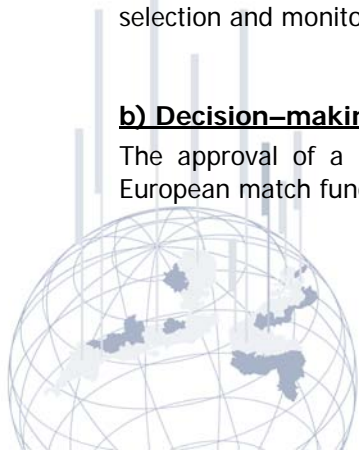 selection and monito
b) Decision–makin
The approval of a
European match fun